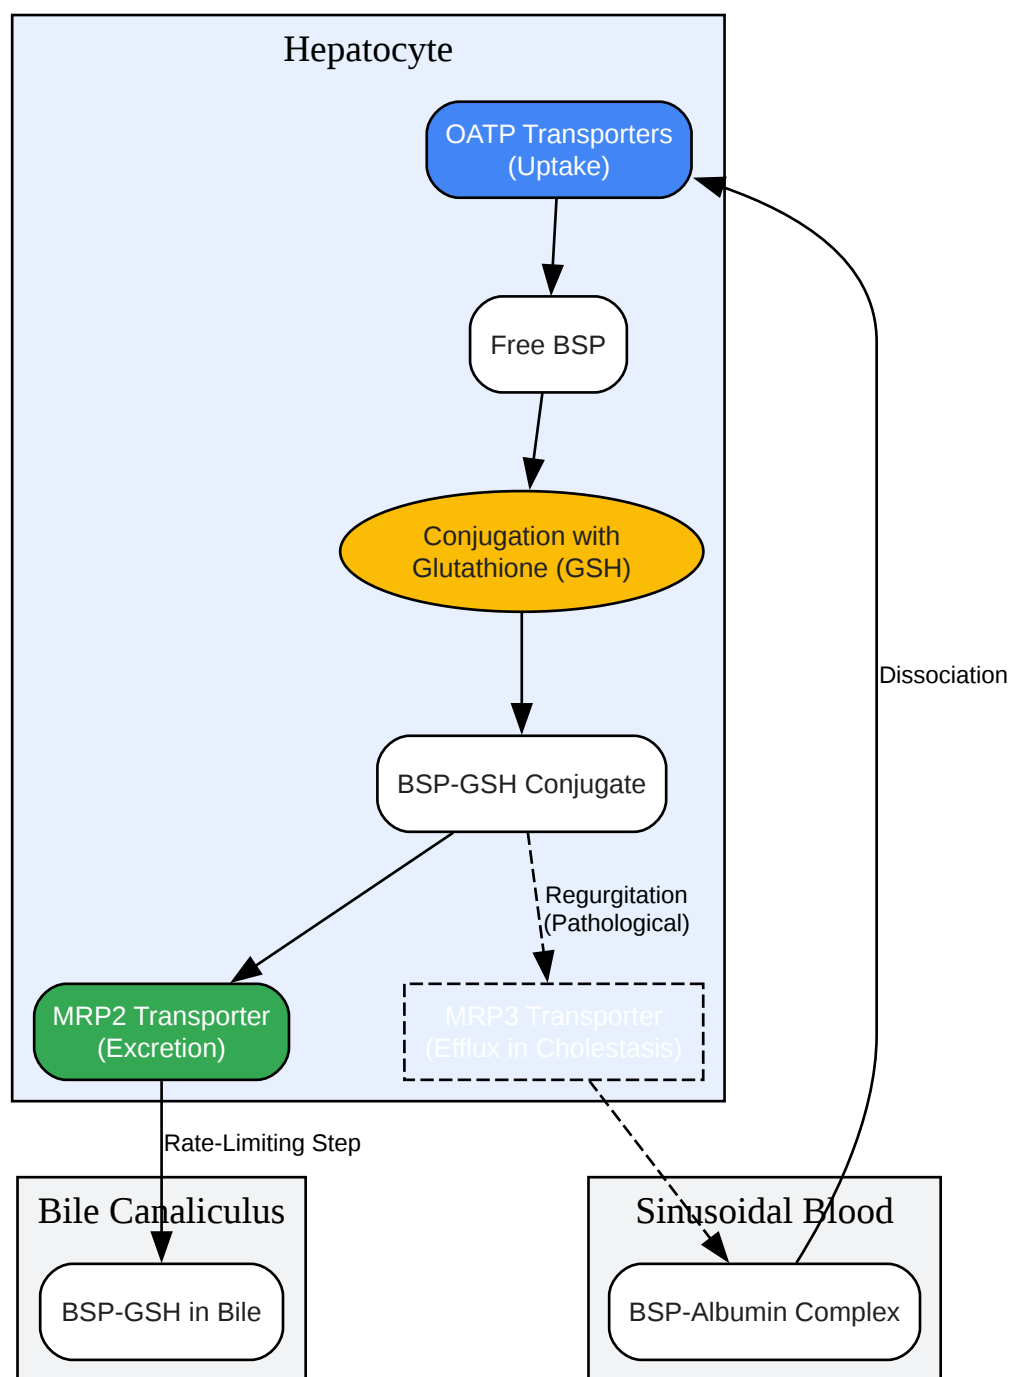 Hepatocyte
OATP Transporters
(Uptake)
Free BSP
Conjugation with
Glutathione (GSH)
Dissociation
BSP-GSH Conjugate
Regurgitation
(Pathological)
MRP2 Transporter
(Excretion)
MRP3 Transporter
(Efflux in Cholestasis)
Rate-Limiting Step
Bile Canaliculus
Sinusoidal Blood
BSP-GSH in Bile
BSP-Albumin Complex